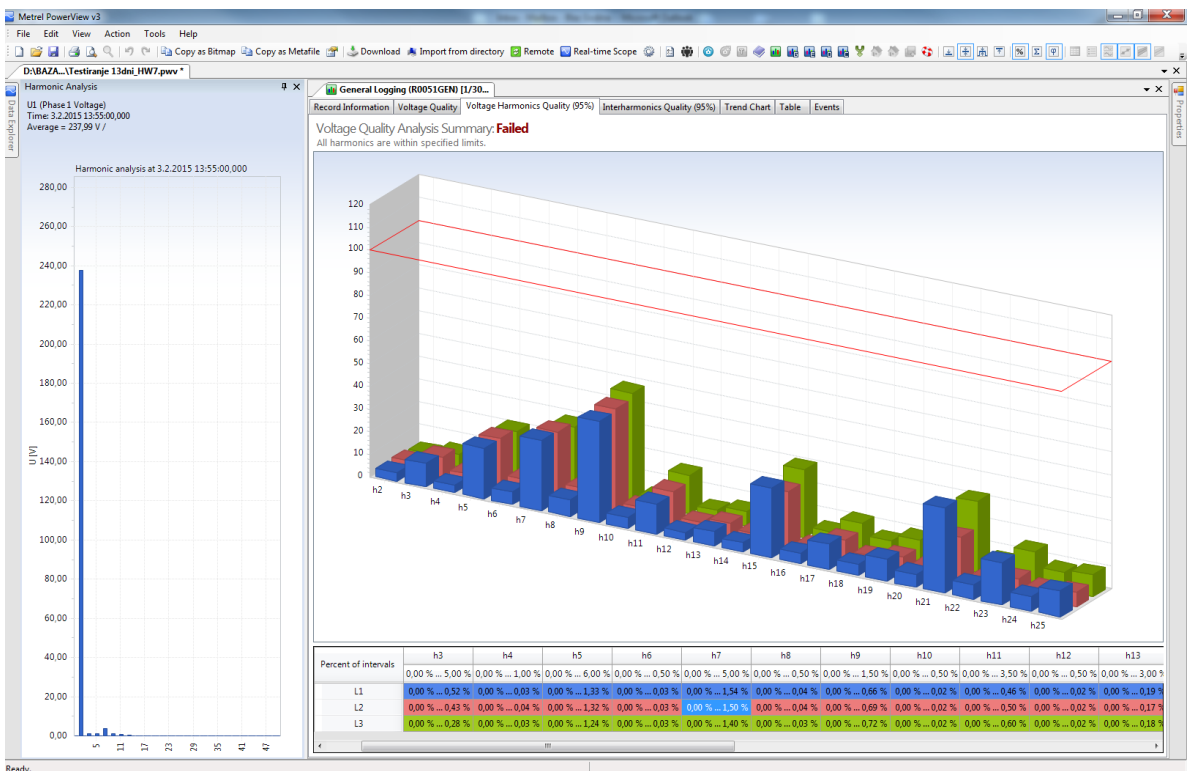 Metrel PowerView v3
File Edit View Action Tools Help
Copy as Bitmap Copy as Metafile Download Import from directory Remote Real-time Scope
D:\BAZA...\Testiranje 13dni_HW7.pwv *
Data Explorer
Harmonic Analysis
U1 (Phase 1 Voltage)
Time: 3.2.2015 13:55:00,000
Average = 237,99 V /
Harmonic analysis at 3.2.2015 13:55:00,000
280,00
260,00
240,00
220,00
200,00
180,00
160,00
140,00
120,00
100,00
80,00
60,00
40,00
20,00
0,00
U [V]
5 11 17 23 29 35 41 47
General Logging (R0051GEN) [1/30...
Record Information Voltage Quality Voltage Harmonics Quality (95%) Interharmonics Quality (95%) Trend Chart Table Events
Properties
Voltage Quality Analysis Summary: Failed
All harmonics are within specified limits.
120
110
100
90
80
70
60
50
40
30
20
10
0
h2 h3 h4 h5 h6 h7 h8 h9 h10 h11 h12 h13 h14 h15 h16 h17 h18 h19 h20 h21 h22 h23 h24 h25
Percent of intervals h3 h4 h5 h6 h7 h8 h9 h10 h11 h12 h13
0,00 % ... 5,00 % 0,00 % ... 1,00 % 0,00 % ... 6,00 % 0,00 % ... 0,50 % 0,00 % ... 5,00 % 0,00 % ... 0,50 % 0,00 % ... 1,50 % 0,00 % ... 0,50 % 0,00 % ... 3,50 % 0,00 % ... 0,50 % 0,00 % ... 3,00 %
L1 0,00 % ... 0,52 % 0,00 % ... 0,03 % 0,00 % ... 1,33 % 0,00 % ... 0,03 % 0,00 % ... 1,54 % 0,00 % ... 0,04 % 0,00 % ... 0,66 % 0,00 % ... 0,02 % 0,00 % ... 0,46 % 0,00 % ... 0,02 % 0,00 % ... 0,19 %
L2 0,00 % ... 0,43 % 0,00 % ... 0,04 % 0,00 % ... 1,32 % 0,00 % ... 0,03 % 0,00 % ... 1,50 % 0,00 % ... 0,04 % 0,00 % ... 0,69 % 0,00 % ... 0,02 % 0,00 % ... 0,50 % 0,00 % ... 0,02 % 0,00 % ... 0,17 %
L3 0,00 % ... 0,28 % 0,00 % ... 0,03 % 0,00 % ... 1,24 % 0,00 % ... 0,03 % 0,00 % ... 1,40 % 0,00 % ... 0,03 % 0,00 % ... 0,72 % 0,00 % ... 0,02 % 0,00 % ... 0,60 % 0,00 % ... 0,02 % 0,00 % ... 0,18 %
Ready.